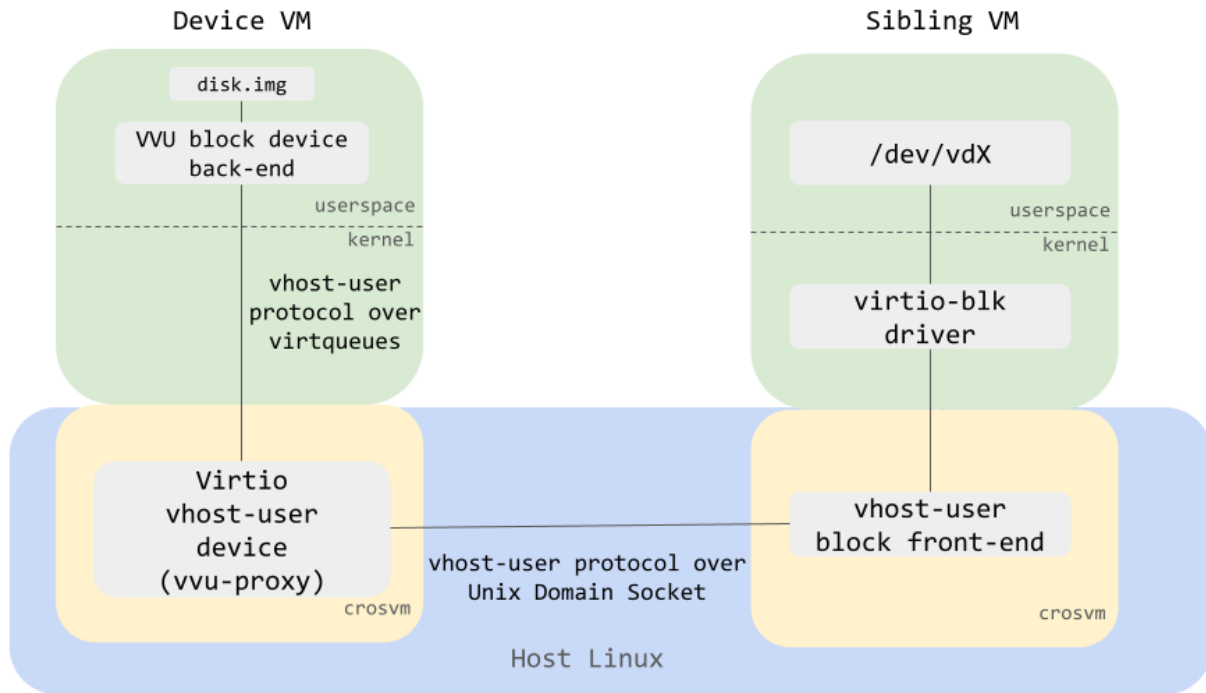 Device VM
Sibling VM
disk.img
VVU block device
back-end
userspace
kernel
vhost-user
protocol over
virtqueues
/dev/vdX
userspace
kernel
virtio-blk
driver
Virtio
vhost-user
device
(vvu-proxy)
crosvm
vhost-user protocol over
Unix Domain Socket
vhost-user
block front-end
crosvm
Host Linux